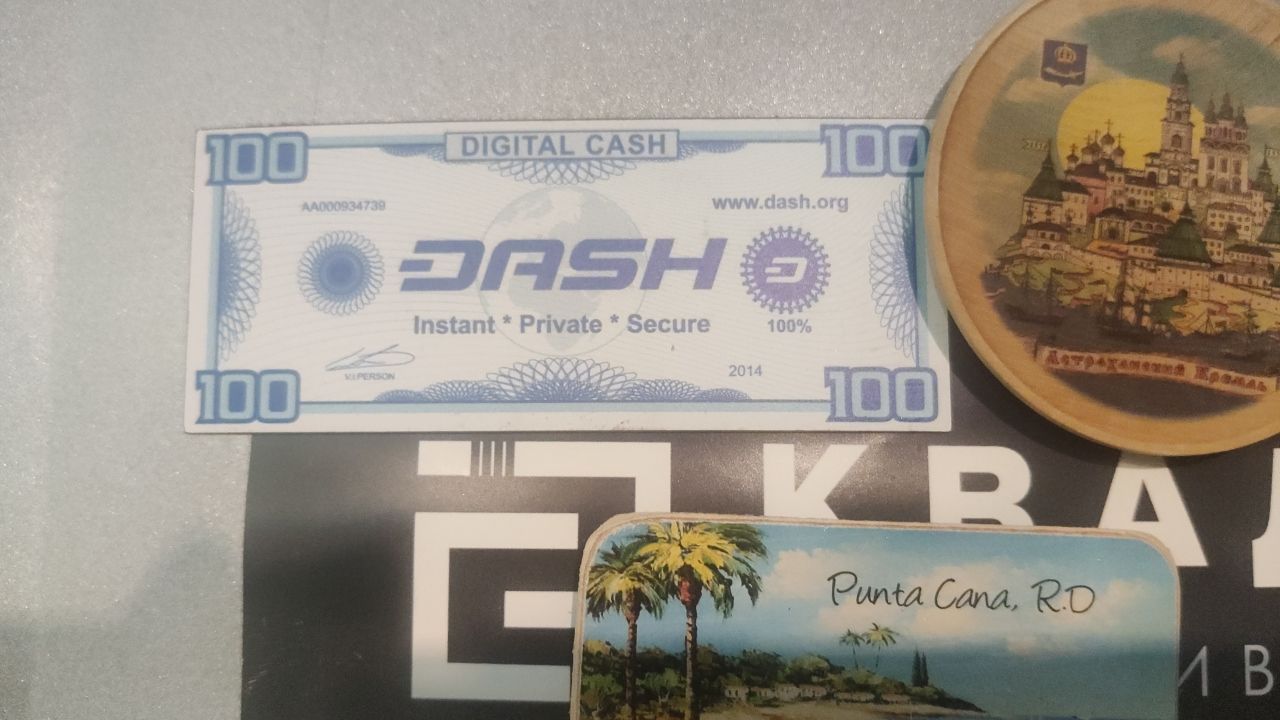 100 DIGITAL CASH 100
AA000934739 www.dash.org
DASH
Instant * Private * Secure 100%
V.I.PERSON 2014
100 100
Астраханский Кремль
КВА
Punta Cana, R.D
ИВ